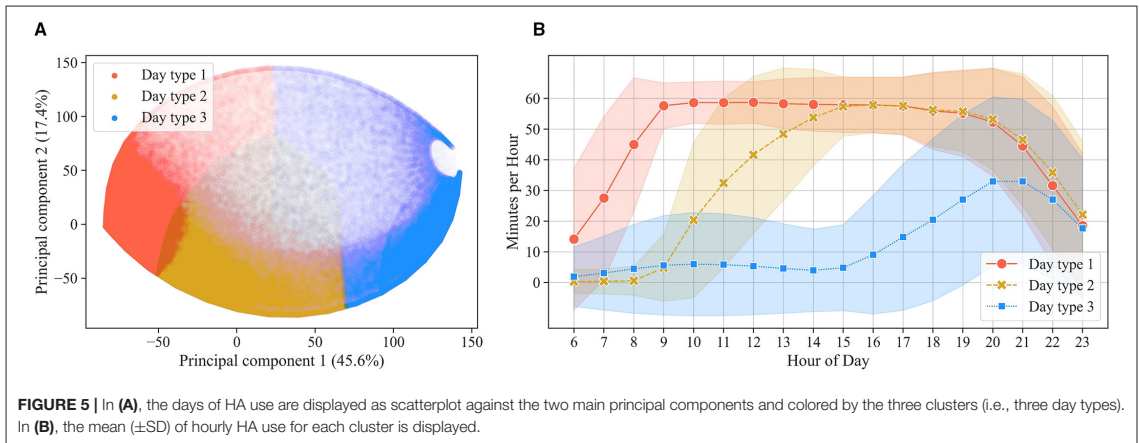 A
Principal component 2 (17.4%)
150
100
50
0
−50
Day type 1
Day type 2
Day type 3
−50 0 50 100 150
Principal component 1 (45.6%)
B
Minutes per Hour
60
50
40
30
20
10
0
Day type 1
Day type 2
Day type 3
6 7 8 9 10 11 12 13 14 15 16 17 18 19 20 21 22 23
Hour of Day
FIGURE 5 | In (A), the days of HA use are displayed as scatterplot against the two main principal components and colored by the three clusters (i.e., three day types).
In (B), the mean (±SD) of hourly HA use for each cluster is displayed.